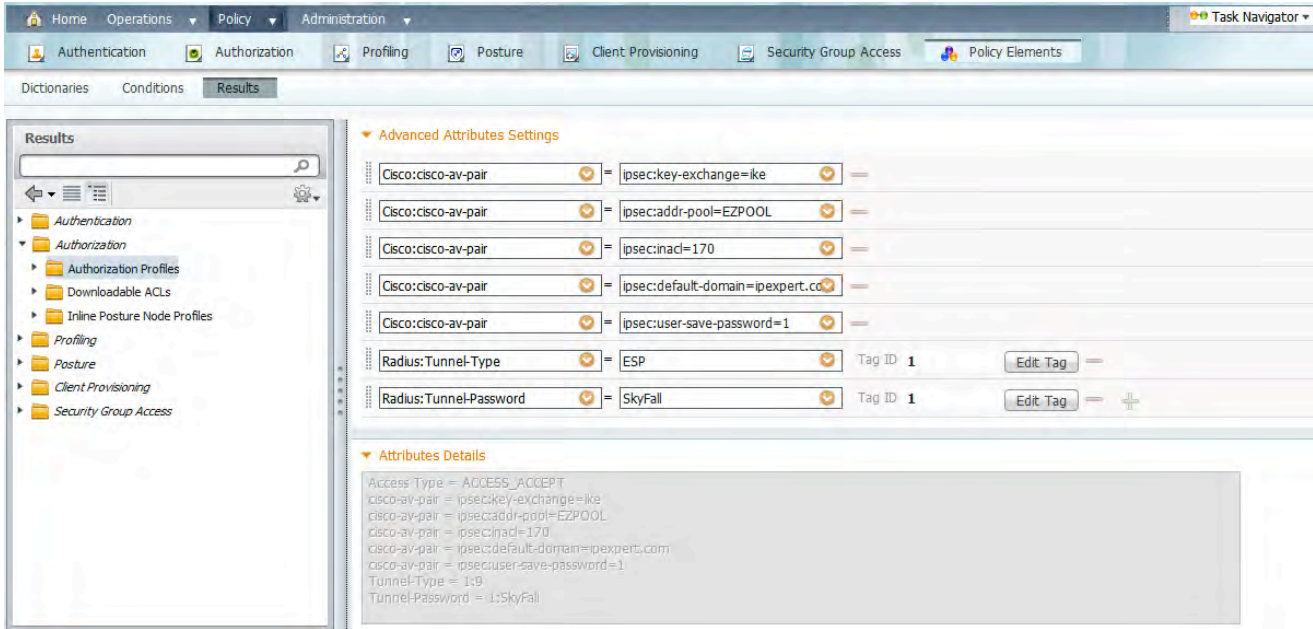 Home Operations Policy Administration Task Navigator
Authentication Authorization Profiling Posture Client Provisioning Security Group Access Policy Elements
Dictionaries Conditions Results
Results
Authentication
Authorization
Authorization Profiles
Downloadable ACLs
Inline Posture Node Profiles
Profiling
Posture
Client Provisioning
Security Group Access
Advanced Attributes Settings
Cisco:cisco-av-pair = ipsec:key-exchange=ike
Cisco:cisco-av-pair = ipsec:addr-pool=EZPOOL
Cisco:cisco-av-pair = ipsec:inacl=170
Cisco:cisco-av-pair = ipsec:default-domain=ipexpert.co
Cisco:cisco-av-pair = ipsec:user-save-password=1
Radius:Tunnel-Type = ESP Tag ID 1 Edit Tag
Radius:Tunnel-Password = SkyFall Tag ID 1 Edit Tag
Attributes Details
Access Type = ACCESS_ACCEPT
cisco-av-pair = ipsec:key-exchange=ike
cisco-av-pair = ipsec:addr-pool=EZPOOL
cisco-av-pair = ipsec:inacl=170
cisco-av-pair = ipsec:default-domain=ipexpert.com
cisco-av-pair = ipsec:user-save-password=1
Tunnel-Type = 1:9
Tunnel-Password = 1:SkyFall